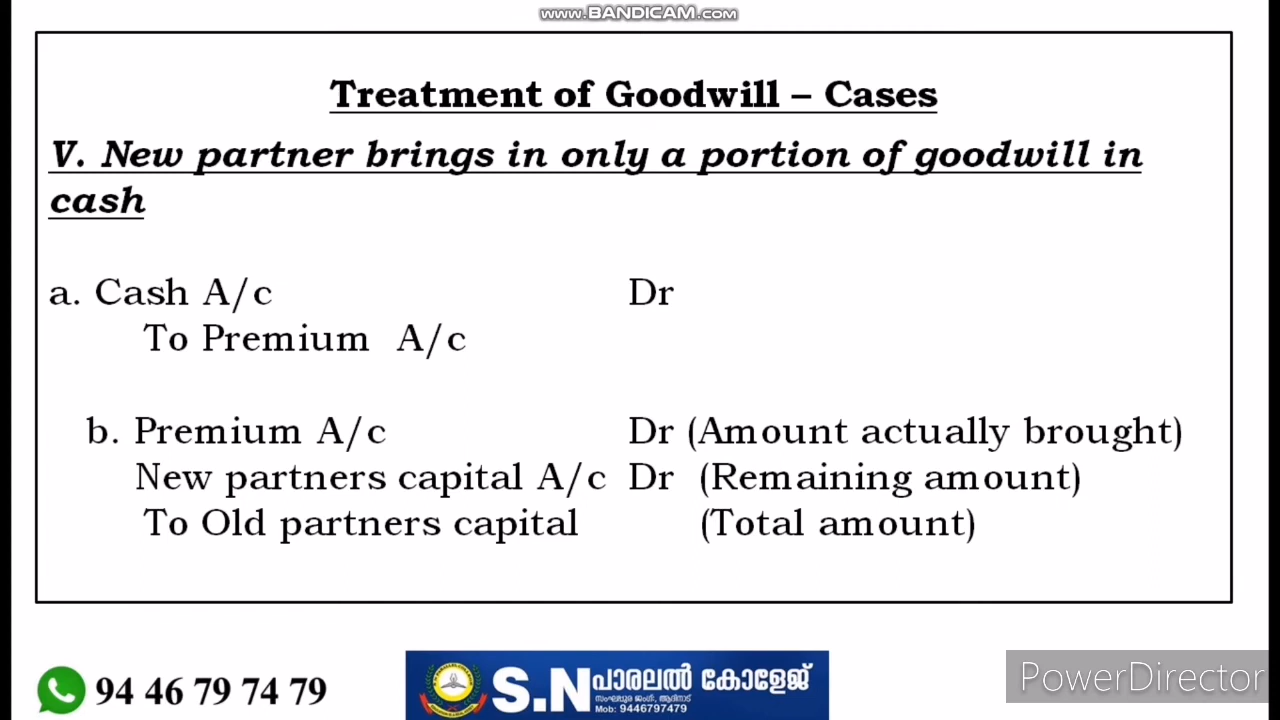 www.BANDICAM.com
Treatment of Goodwill – Cases
V. New partner brings in only a portion of goodwill in
cash
a. Cash A/c Dr
To Premium A/c
b. Premium A/c Dr (Amount actually brought)
New partners capital A/c Dr (Remaining amount)
To Old partners capital (Total amount)
94 46 79 74 79
S.N പാരലൽ കോളേജ്
Mob: 9446797479
PowerDirector